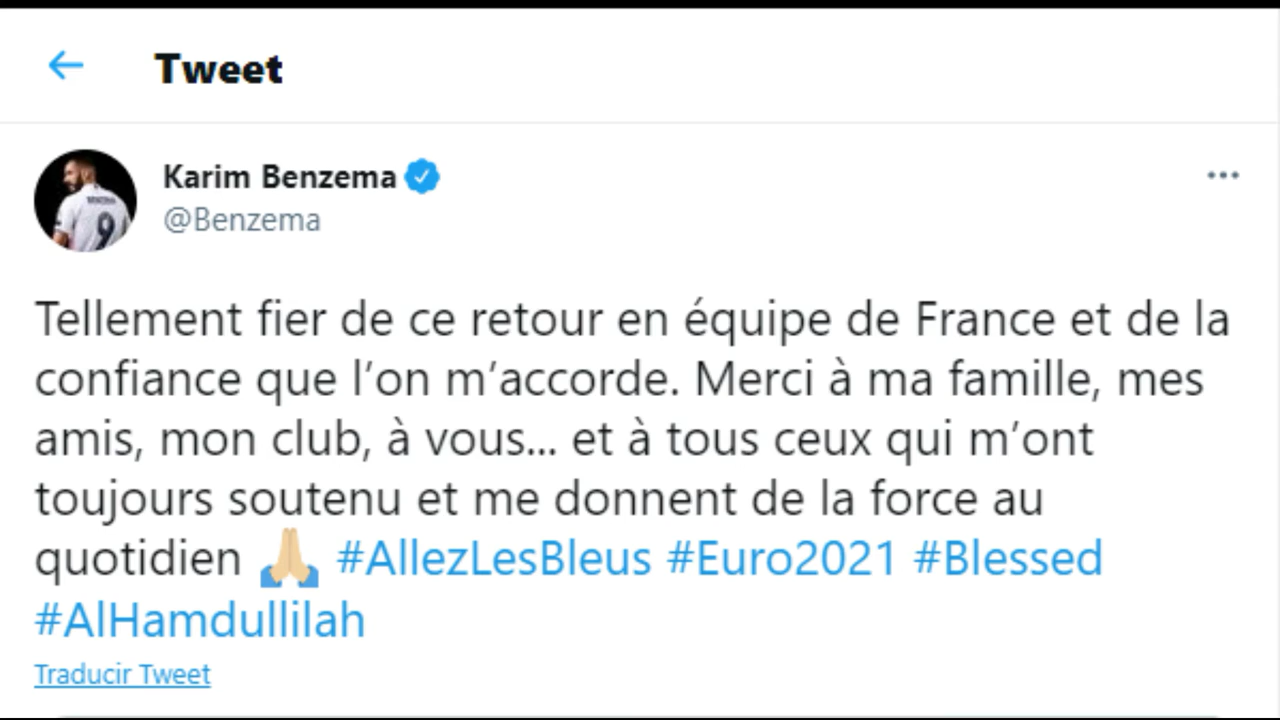 Tweet
Karim Benzema
@Benzema
Tellement fier de ce retour en équipe de France et de la
confiance que l’on m’accorde. Merci à ma famille, mes
amis, mon club, à vous... et à tous ceux qui m’ont
toujours soutenu et me donnent de la force au
quotidien 🙏🏼 #AllezLesBleus #Euro2021 #Blessed
#AlHamdullilah
Traducir Tweet
9